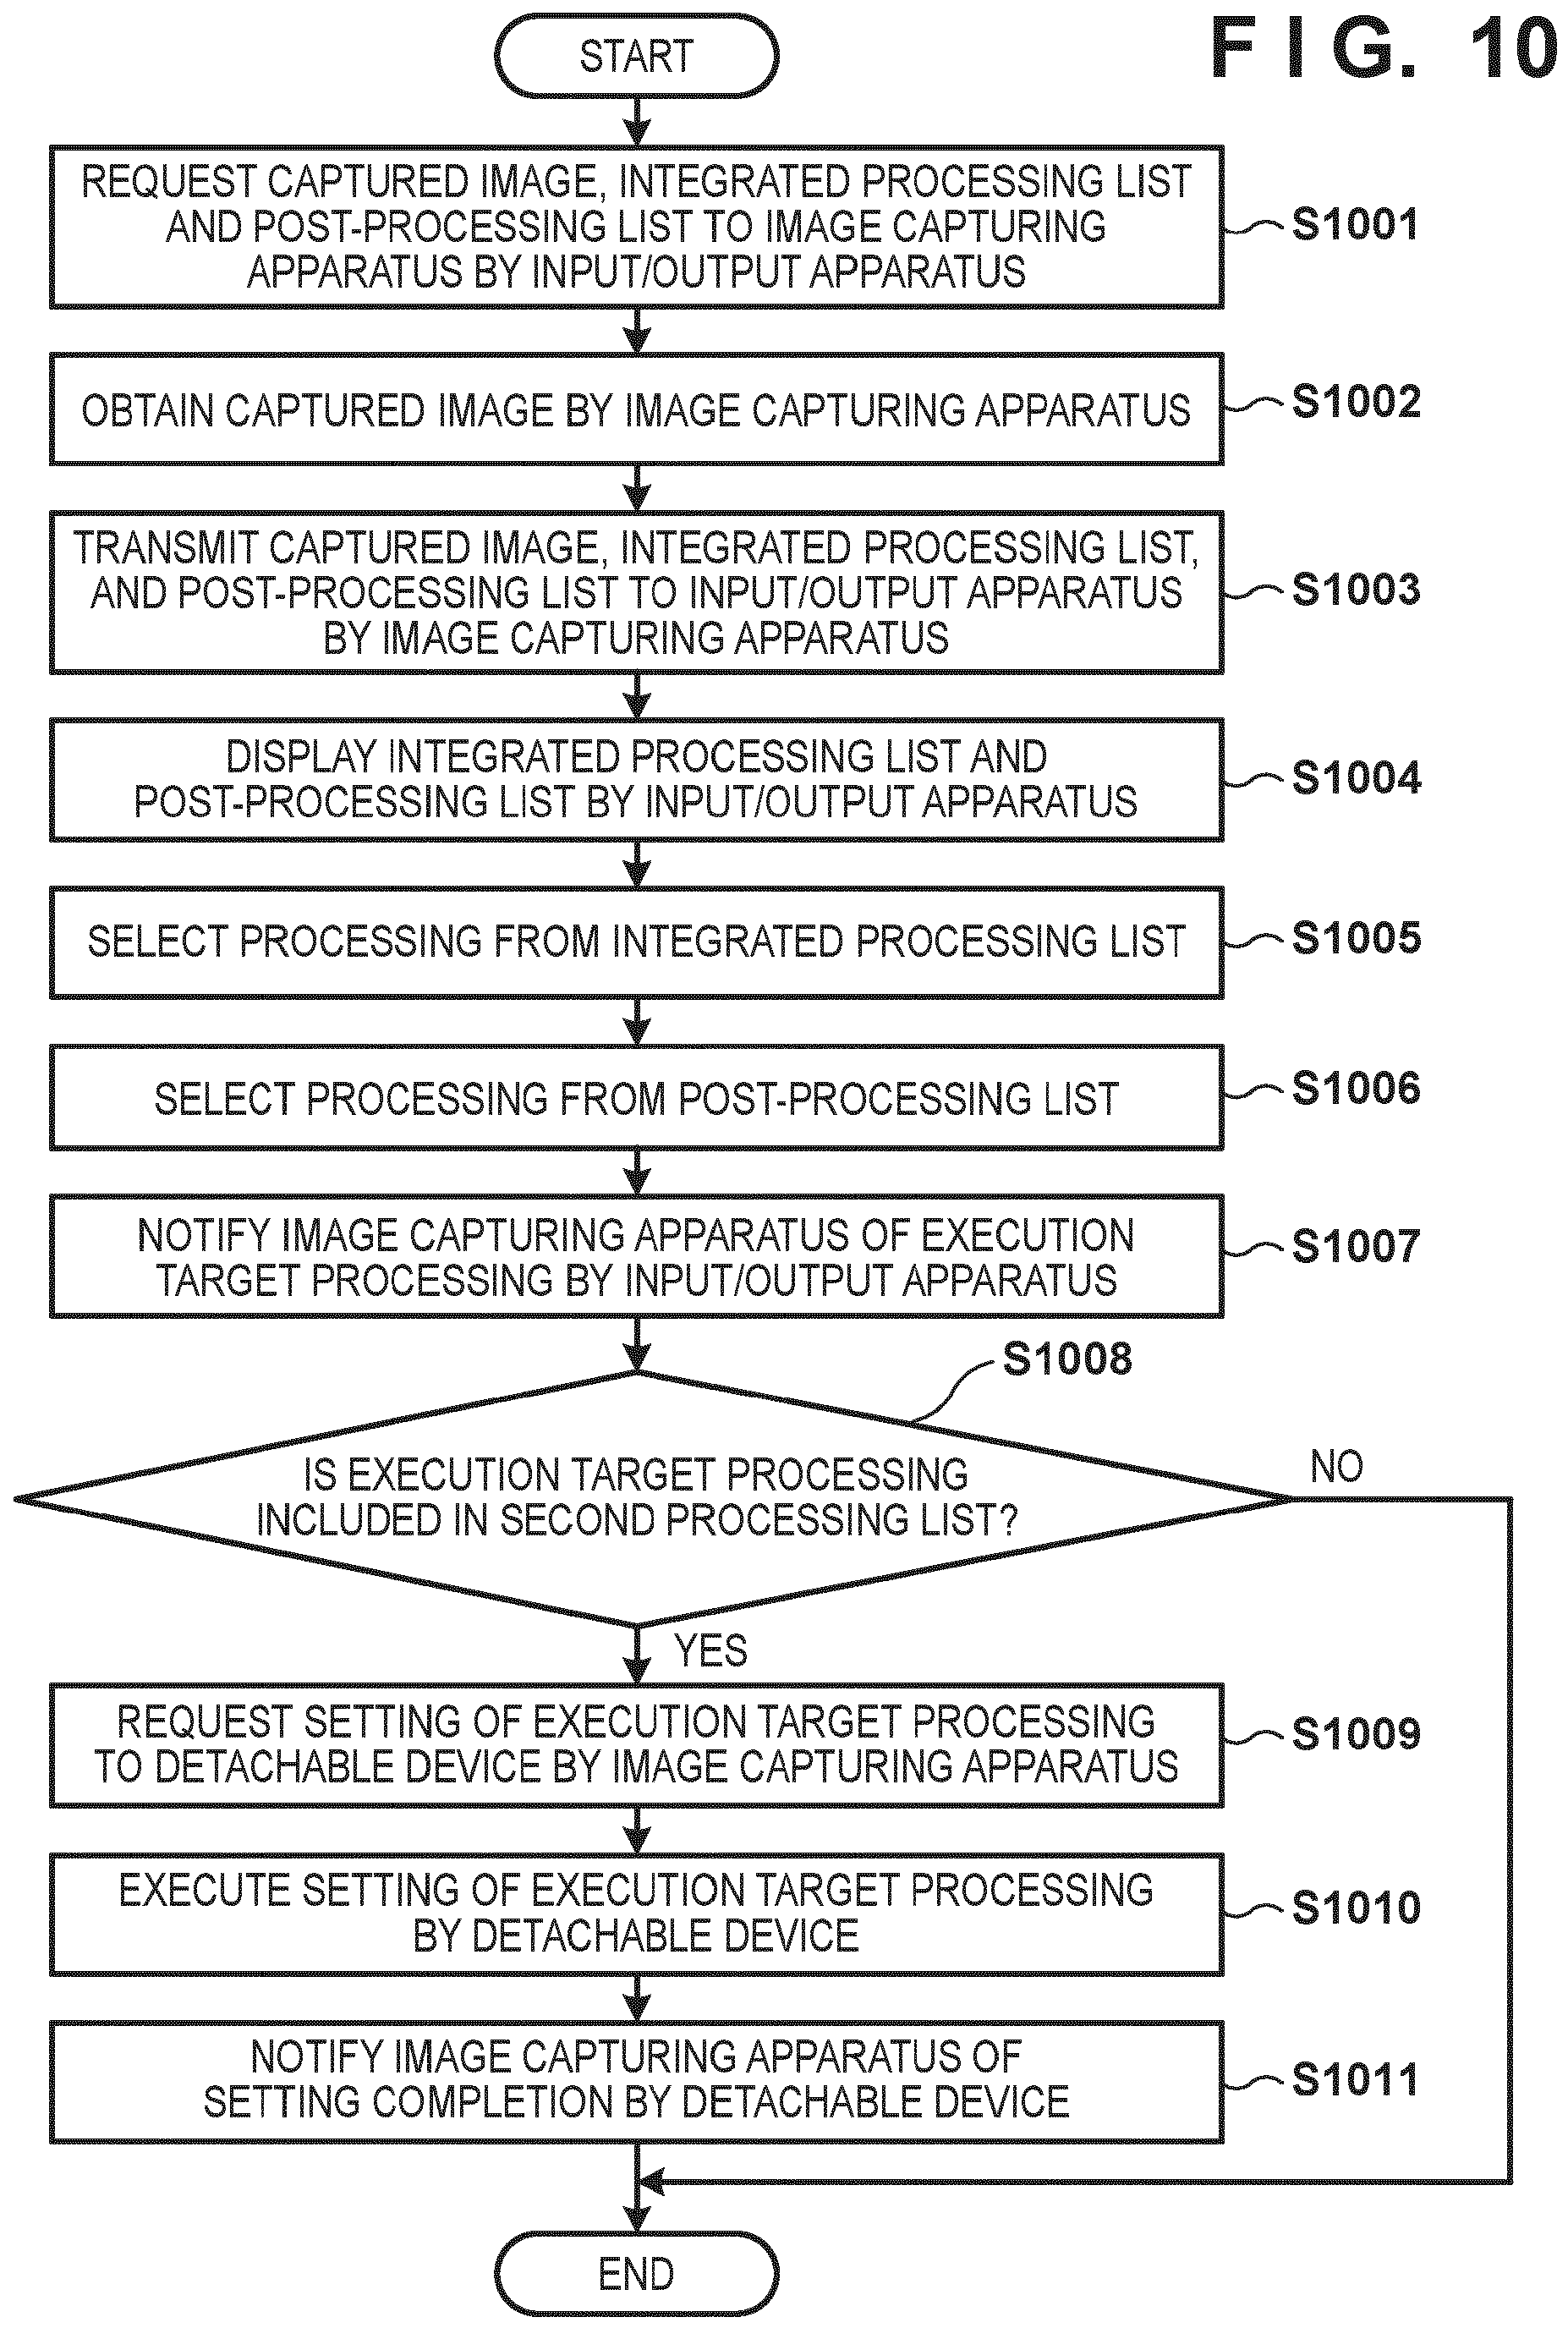 FIG. 10
START
REQUEST CAPTURED IMAGE, INTEGRATED PROCESSING LIST
AND POST-PROCESSING LIST TO IMAGE CAPTURING
APPARATUS BY INPUT/OUTPUT APPARATUS
S1001
OBTAIN CAPTURED IMAGE BY IMAGE CAPTURING APPARATUS
S1002
TRANSMIT CAPTURED IMAGE, INTEGRATED PROCESSING LIST,
AND POST-PROCESSING LIST TO INPUT/OUTPUT APPARATUS
BY IMAGE CAPTURING APPARATUS
S1003
DISPLAY INTEGRATED PROCESSING LIST AND
POST-PROCESSING LIST BY INPUT/OUTPUT APPARATUS
S1004
SELECT PROCESSING FROM INTEGRATED PROCESSING LIST
S1005
SELECT PROCESSING FROM POST-PROCESSING LIST
S1006
NOTIFY IMAGE CAPTURING APPARATUS OF EXECUTION
TARGET PROCESSING BY INPUT/OUTPUT APPARATUS
S1007
S1008
IS EXECUTION TARGET PROCESSING
INCLUDED IN SECOND PROCESSING LIST?
NO
YES
REQUEST SETTING OF EXECUTION TARGET PROCESSING
TO DETACHABLE DEVICE BY IMAGE CAPTURING APPARATUS
S1009
EXECUTE SETTING OF EXECUTION TARGET PROCESSING
BY DETACHABLE DEVICE
S1010
NOTIFY IMAGE CAPTURING APPARATUS OF
SETTING COMPLETION BY DETACHABLE DEVICE
S1011
END